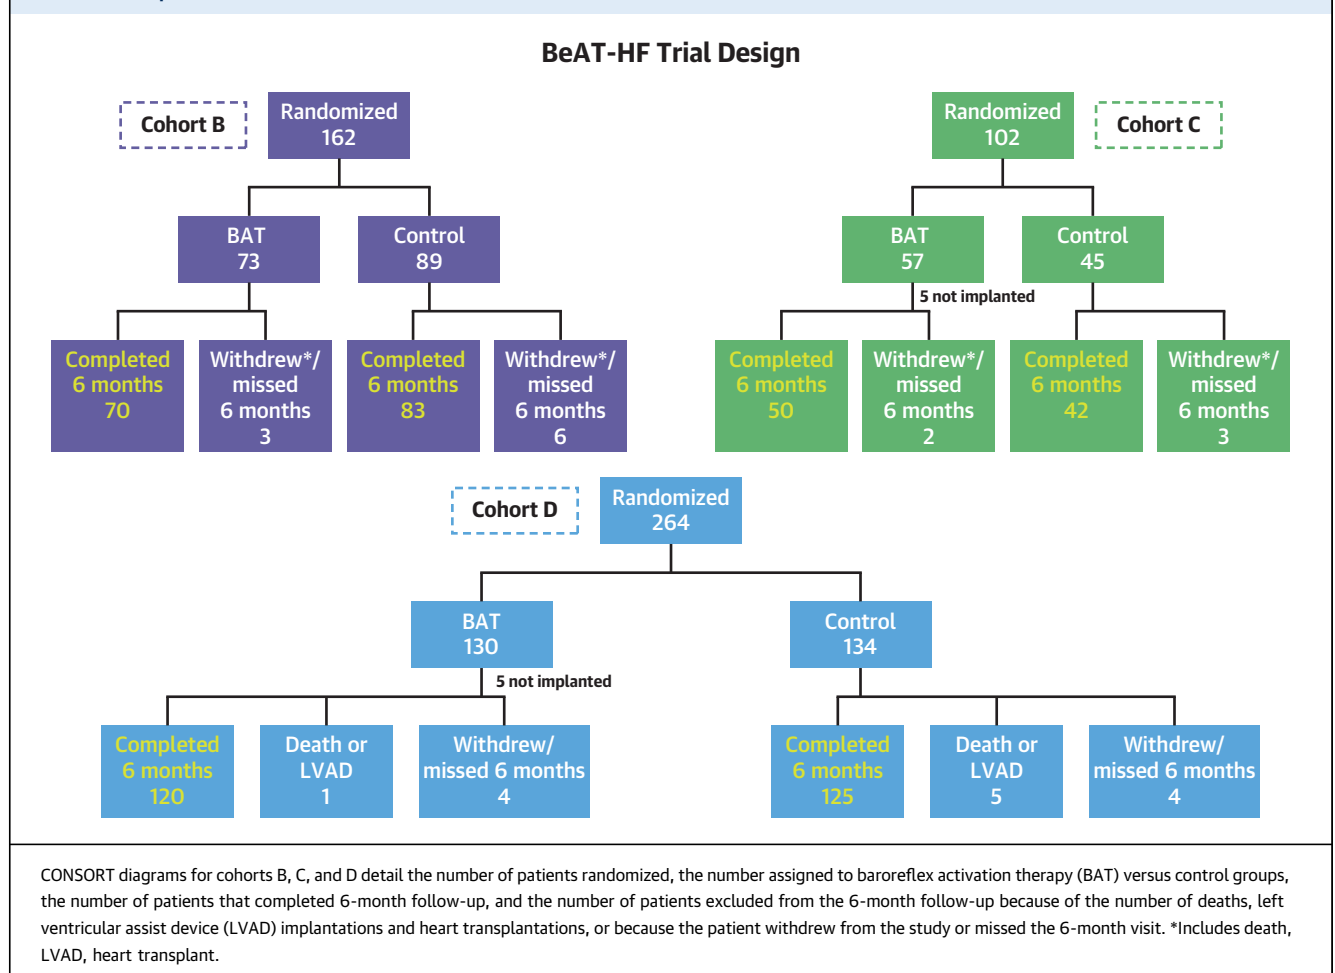 BeAT-HF Trial Design
Cohort B
Randomized
162
BAT
73
Control
89
Completed
6 months
70
Withdrew*/
missed
6 months
3
Completed
6 months
83
Withdrew*/
missed
6 months
6
Randomized
102
Cohort C
BAT
57
Control
45
5 not implanted
Completed
6 months
50
Withdrew*/
missed
6 months
2
Completed
6 months
42
Withdrew*/
missed
6 months
3
Cohort D
Randomized
264
BAT
130
Control
134
5 not implanted
Completed
6 months
120
Death or
LVAD
1
Withdrew/
missed 6 months
4
Completed
6 months
125
Death or
LVAD
5
Withdrew/
missed 6 months
4
CONSORT diagrams for cohorts B, C, and D detail the number of patients randomized, the number assigned to baroreflex activation therapy (BAT) versus control groups,
the number of patients that completed 6-month follow-up, and the number of patients excluded from the 6-month follow-up because of the number of deaths, left
ventricular assist device (LVAD) implantations and heart transplantations, or because the patient withdrew from the study or missed the 6-month visit. *Includes death,
LVAD, heart transplant.